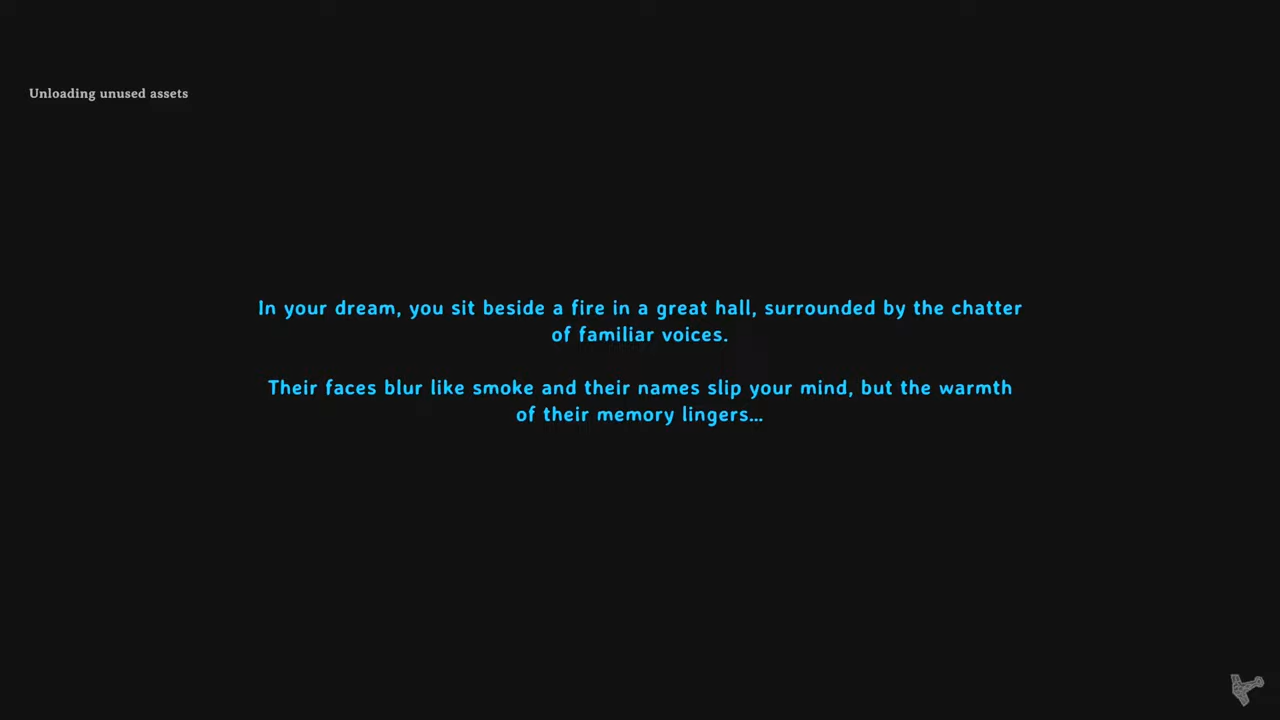 Unloading unused assets
In your dream, you sit beside a fire in a great hall, surrounded by the chatter
of familiar voices.
Their faces blur like smoke and their names slip your mind, but the warmth
of their memory lingers...